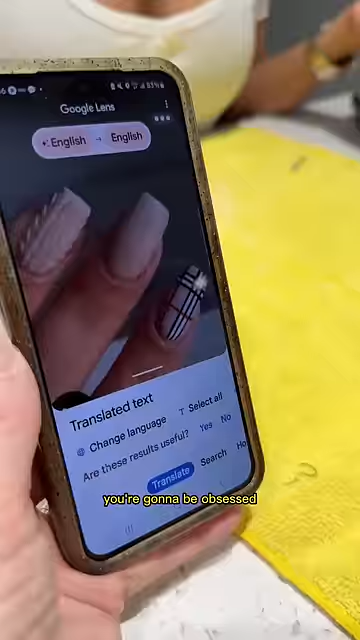 Google Lens
English → English
Translated text
Change language
Select all
Are these results useful?
Yes
No
Translate
Search
Ho
you're gonna be obsessed